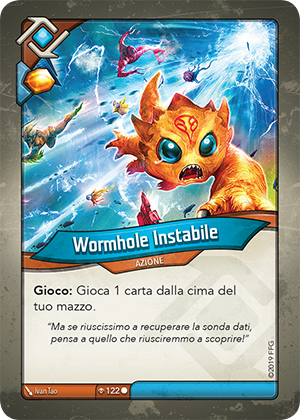 Wormhole Instabile
AZIONE
Gioco: Gioca 1 carta dalla cima del
tuo mazzo.
“Ma se riuscissimo a recuperare la sonda dati,
pensa a quello che riusciremmo a scoprire!”
Ivan Tao
122
©2019 FFG